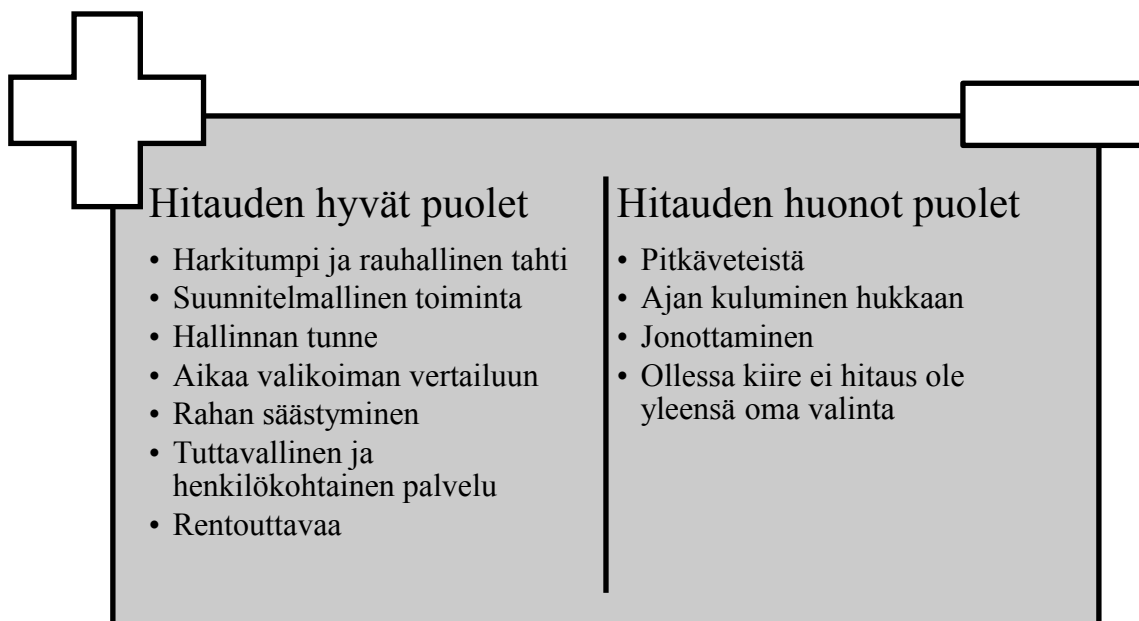 Hitauden hyvät puolet
• Harkitumpi ja rauhallinen tahti
• Suunnitelmallinen toiminta
• Hallinnan tunne
• Aikaa valikoiman vertailuun
• Rahan säästyminen
• Tuttavallinen ja
henkilökohtainen palvelu
• Rentouttavaa
Hitauden huonot puolet
• Pitkäveteistä
• Ajan kuluminen hukkaan
• Jonottaminen
• Ollessa kiire ei hitaus ole
yleensä oma valinta